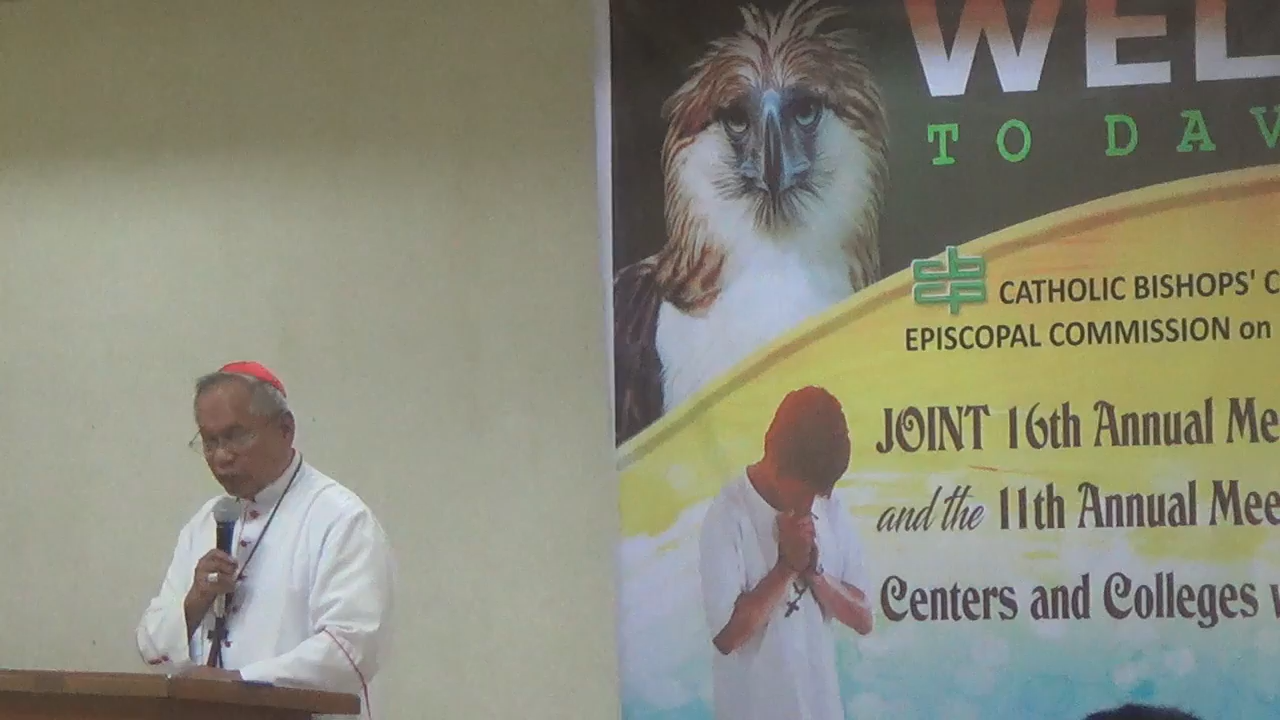 WEL
TO DAV
cbcp
CATHOLIC BISHOPS' C
EPISCOPAL COMMISSION on
JOINT 16th Annual Me
and the 11th Annual Mee
Centers and Colleges